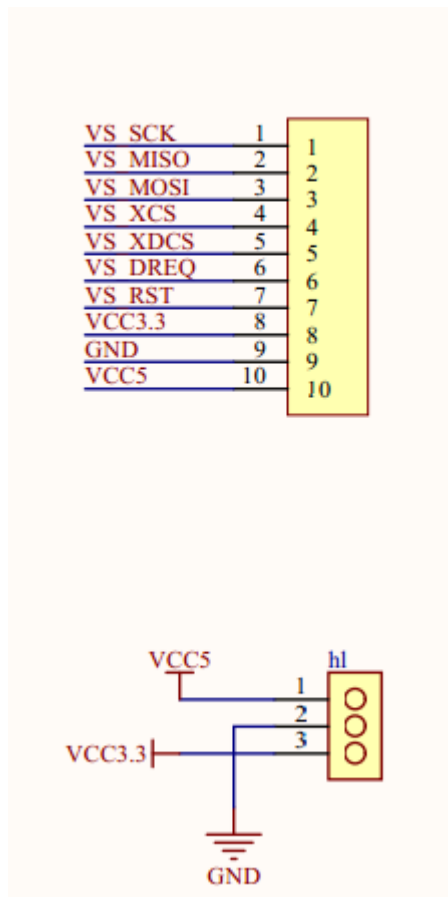 VS_SCK 1 1
VS_MISO 2 2
VS_MOSI 3 3
VS_XCS 4 4
VS_XDCS 5 5
VS_DREQ 6 6
VS_RST 7 7
VCC3.3 8 8
GND 9 9
VCC5 10 10
VCC5 hl
1
2
VCC3.3 3
GND